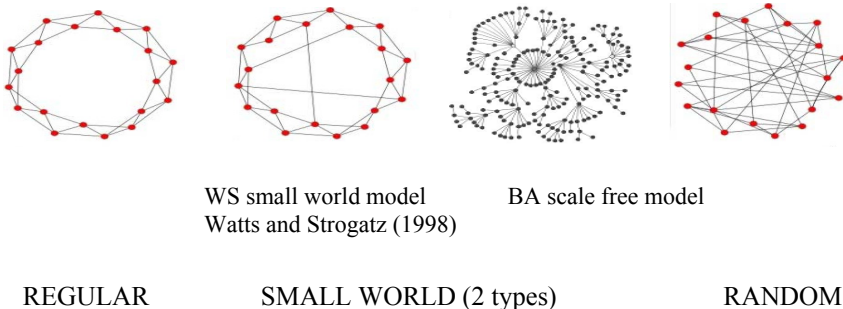 WS small world model BA scale free model
Watts and Strogatz (1998)
REGULAR SMALL WORLD (2 types) RANDOM